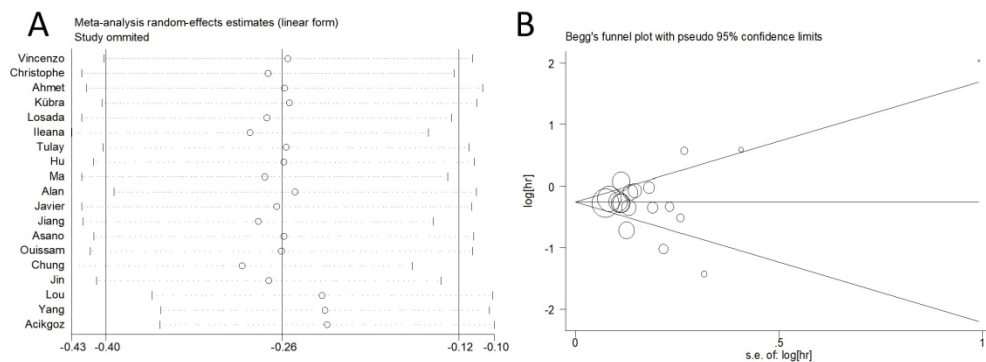 A
Meta-analysis random-effects estimates (linear form)
Study ommited
Vincenzo
Christophe
Ahmet
Kübra
Losada
Ileana
Tulay
Hu
Ma
Alan
Javier
Jiang
Asano
Ouissam
Chung
Jin
Lou
Yang
Acikgoz
-0.43 -0.40 -0.26 -0.12 -0.10
B
Begg's funnel plot with pseudo 95% confidence limits
log[hr]
2
1
0
-1
-2
0 .5 1
s.e. of: log[hr]